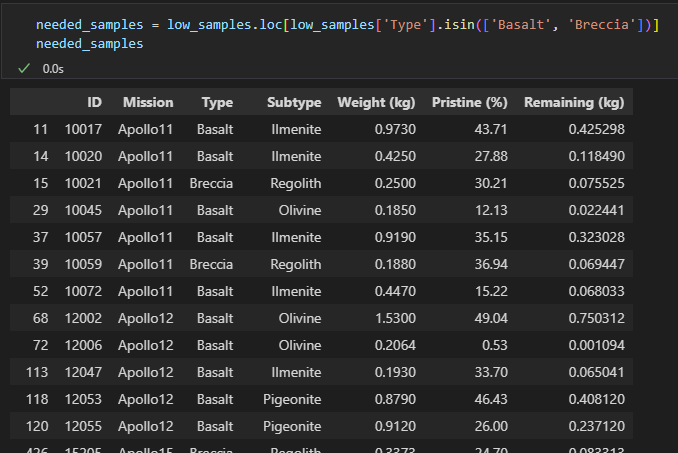 needed_samples = low_samples.loc[low_samples['Type'].isin(['Basalt', 'Breccia'])]
needed_samples
✓ 0.0s
ID Mission Type Subtype Weight (kg) Pristine (%) Remaining (kg)
11 10017 Apollo11 Basalt Ilmenite 0.9730 43.71 0.425298
14 10020 Apollo11 Basalt Ilmenite 0.4250 27.88 0.118490
15 10021 Apollo11 Breccia Regolith 0.2500 30.21 0.075525
29 10045 Apollo11 Basalt Olivine 0.1850 12.13 0.022441
37 10057 Apollo11 Basalt Ilmenite 0.9190 35.15 0.323028
39 10059 Apollo11 Breccia Regolith 0.1880 36.94 0.069447
52 10072 Apollo11 Basalt Ilmenite 0.4470 15.22 0.068033
68 12002 Apollo12 Basalt Olivine 1.5300 49.04 0.750312
72 12006 Apollo12 Basalt Olivine 0.2064 0.53 0.001094
113 12047 Apollo12 Basalt Ilmenite 0.1930 33.70 0.065041
118 12053 Apollo12 Basalt Pigeonite 0.8790 46.43 0.408120
120 12055 Apollo12 Basalt Pigeonite 0.9120 26.00 0.237120
426 15205 Apollo15 Breccia Regolith 0.3373 24.70 0.083313